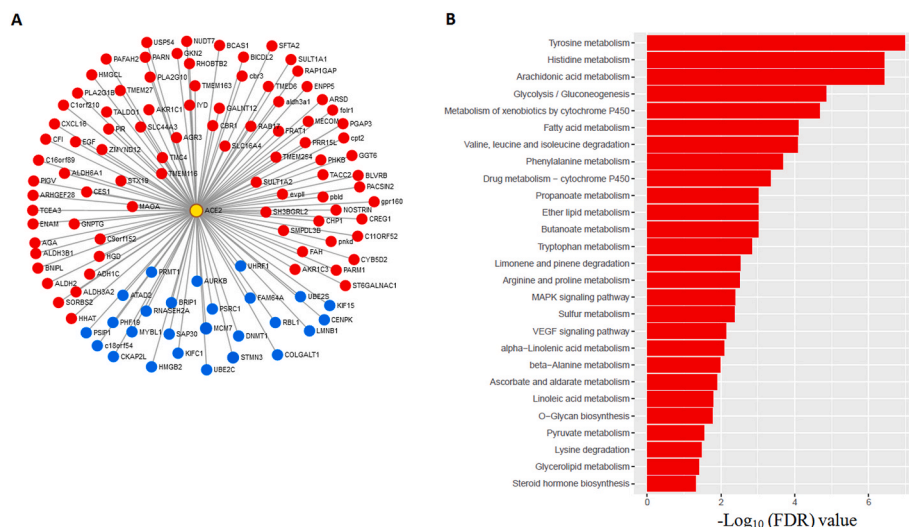 A
B
USP54
NUDT7
BCAS1
SFTA2
PAFAH2
PARN
GKN2
BICDL2
SULT1A1
RHOBTB2
HMGCL
PLA2G10
cbr3
RAP1GAP
PLA2G1B
TMEM27
TMEM163
TMED6
ENPP5
C1orf210
TALDO1
AKR1C1
IYD
GALNT12
aldh3a1
ARSD
folr1
CXCL16
PIR
SLC44A3
CBR1
RAB17
MECOM
PGAP3
CFI
EGF
AGR3
FRAT1
cpt2
ZMYND12
SLC16A4
PRR15L
C16orf89
TMC4
TMEM254
GGT6
ALDH6A1
TMEM116
PHKB
BLVRB
PIGV
STX19
SULT1A2
TACC2
PACSIN2
ARHGEF28
CES1
evpll
pbld
gpr160
TCEA3
MAOA
ACE2
SH3BGRL2
NOSTRIN
ENAM
GNPTG
CHP1
CREG1
SMPDL3B
C11ORF52
AGA
C9orf152
pnkd
ALDH3B1
HGD
FAH
CYB5D2
BNIPL
ADH1C
PRMT1
UHRF1
AKR1C3
PARM1
ALDH2
AURKB
ST6GALNAC1
ALDH3A2
ATAD2
FAM64A
UBE2S
SORBS2
BRIP1
KIF15
RNASEH2A
PSRC1
HHAT
PHF19
RBL1
CENPK
PSIP1
MYBL1
SAP30
MCM7
DNMT1
LMNB1
c18orf54
CKAP2L
KIFC1
STMN3
COLGALT1
HMGB2
UBE2C
Tyrosine metabolism
Histidine metabolism
Arachidonic acid metabolism
Glycolysis / Gluconeogenesis
Metabolism of xenobiotics by cytochrome P450
Fatty acid metabolism
Valine, leucine and isoleucine degradation
Phenylalanine metabolism
Drug metabolism − cytochrome P450
Propanoate metabolism
Ether lipid metabolism
Butanoate metabolism
Tryptophan metabolism
Limonene and pinene degradation
Arginine and proline metabolism
MAPK signaling pathway
Sulfur metabolism
VEGF signaling pathway
alpha−Linolenic acid metabolism
beta−Alanine metabolism
Ascorbate and aldarate metabolism
Linoleic acid metabolism
O−Glycan biosynthesis
Pyruvate metabolism
Lysine degradation
Glycerolipid metabolism
Steroid hormone biosynthesis
0 2 4 6
-Log₁₀ (FDR) value